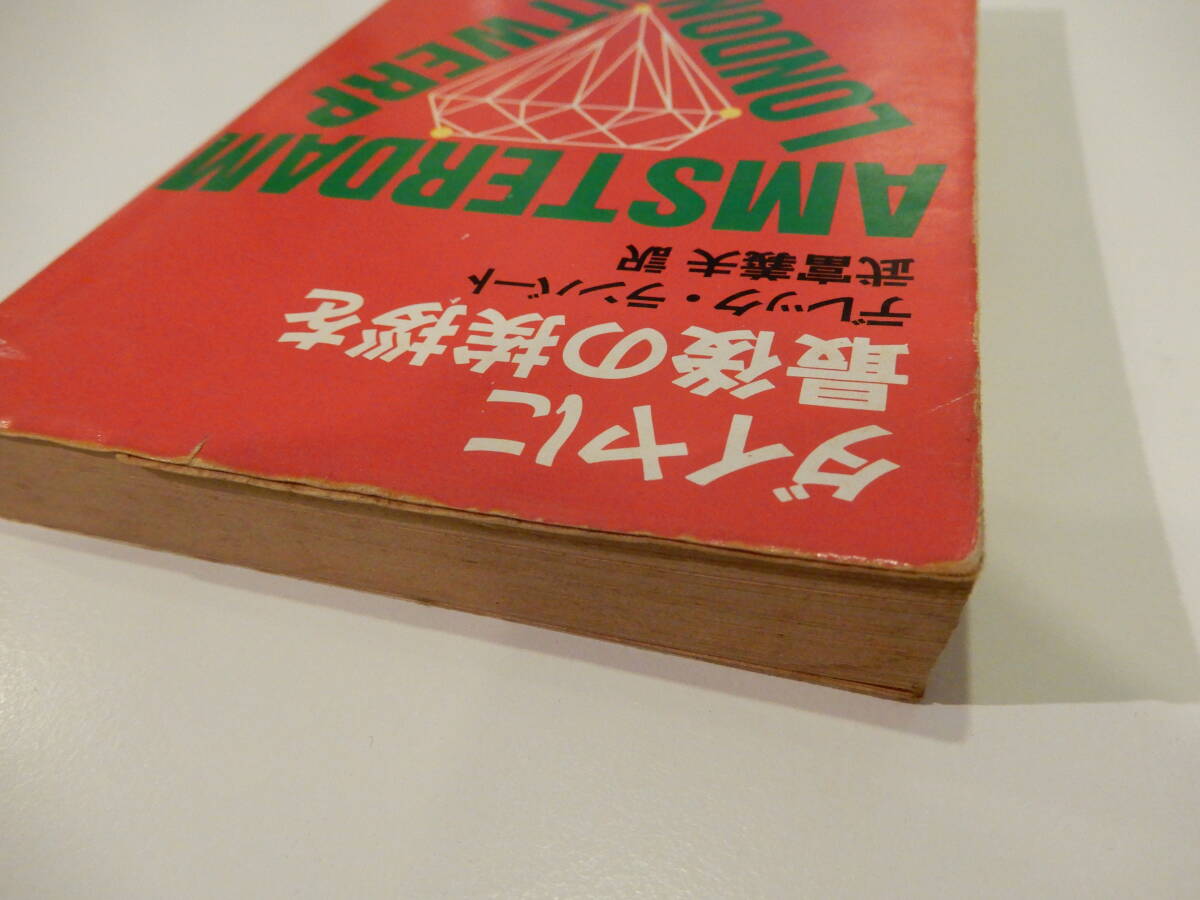 ダイヤに
最後の挨拶を
デレック・ランバート
武富義夫 訳
AMSTERDAM
LONDON
TWERP